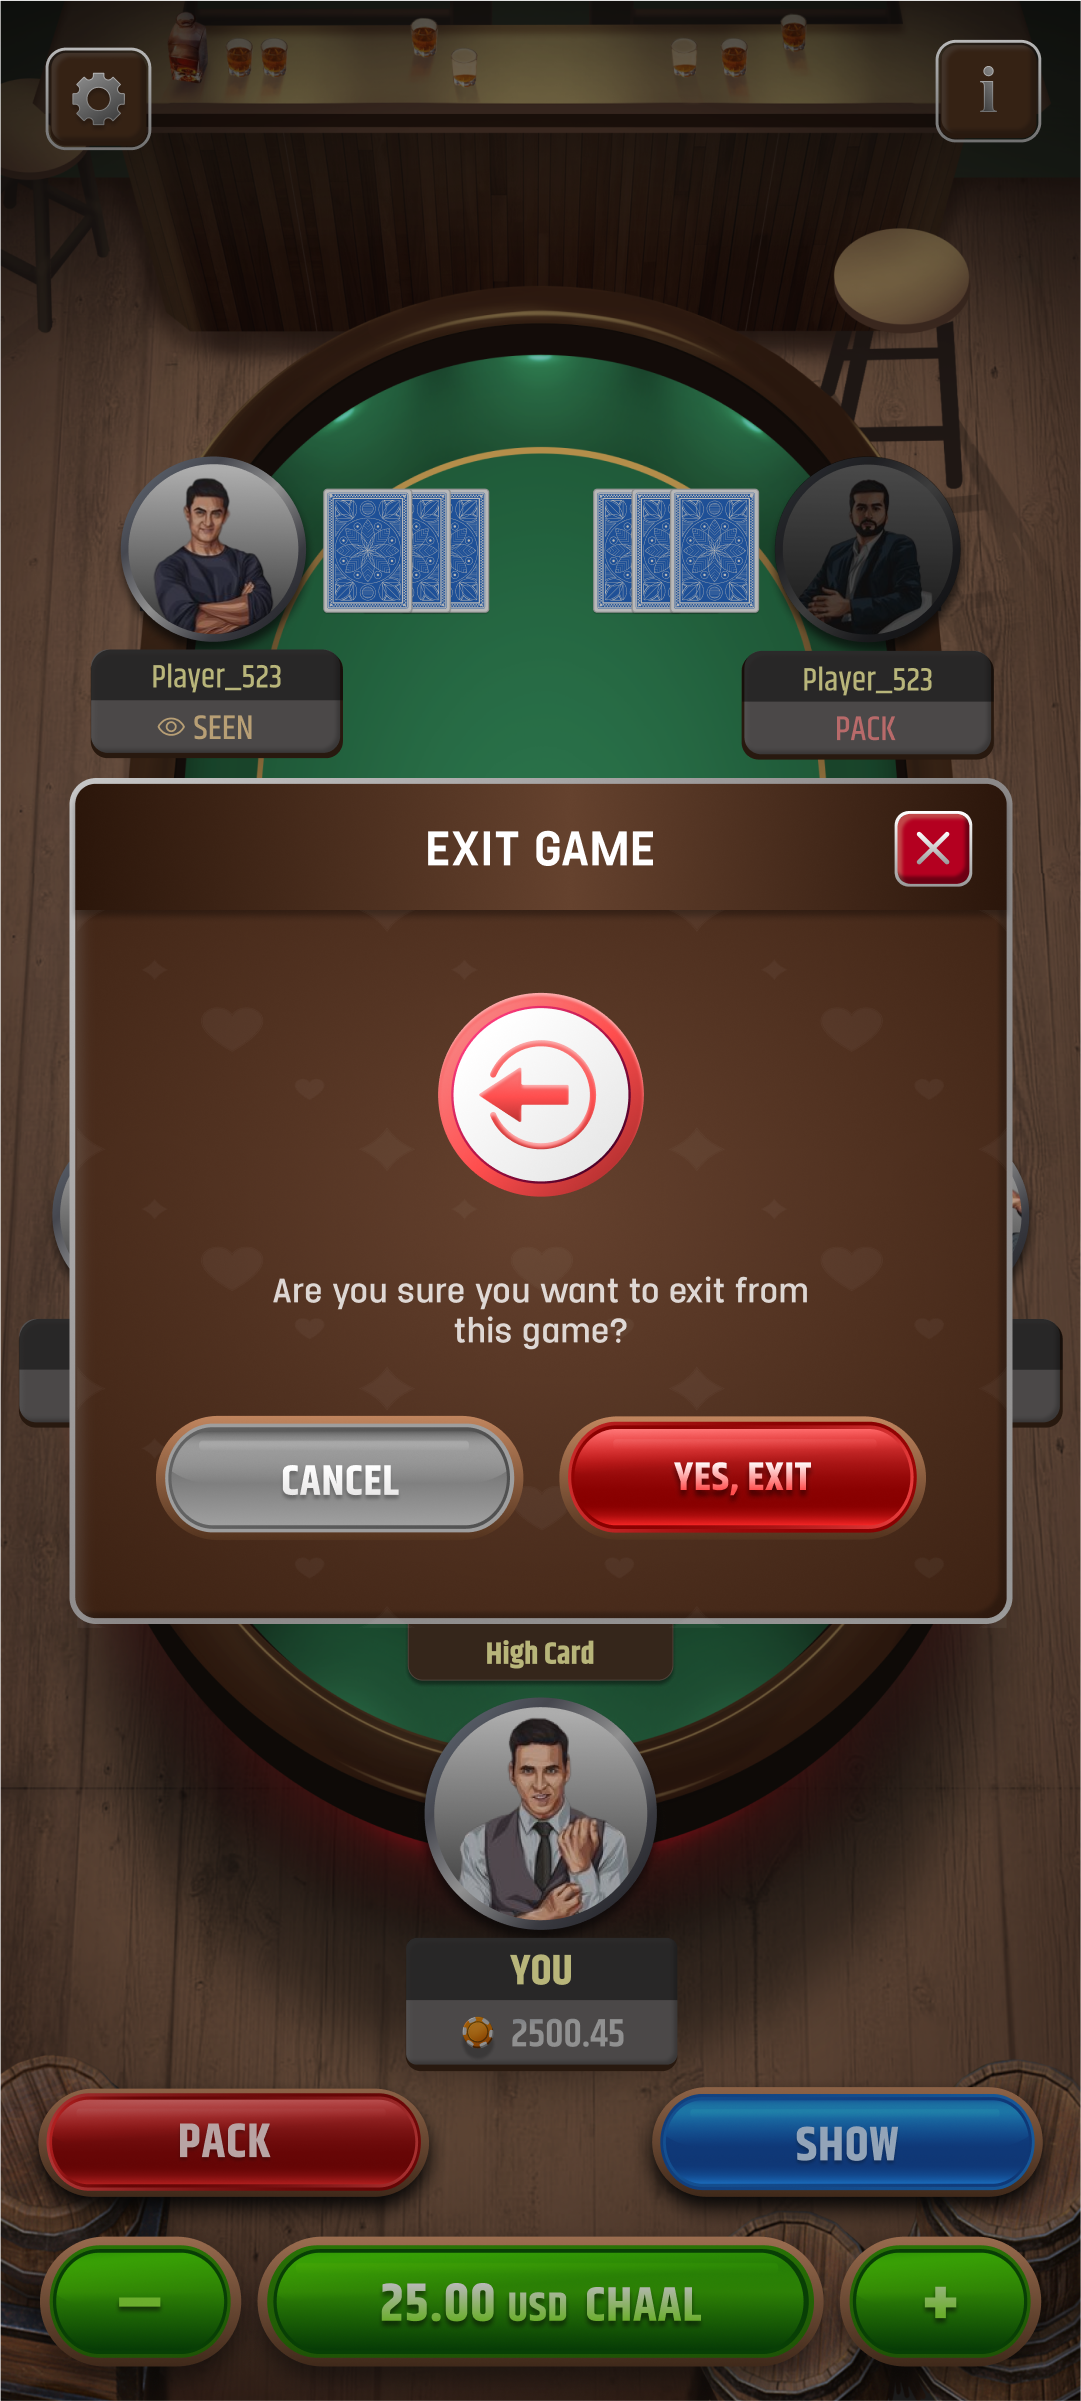 i
Player_523
SEEN
Player_523
PACK
EXIT GAME
Are you sure you want to exit from
this game?
CANCEL
YES, EXIT
High Card
YOU
2500.45
PACK
SHOW
25.00 USD CHAAL